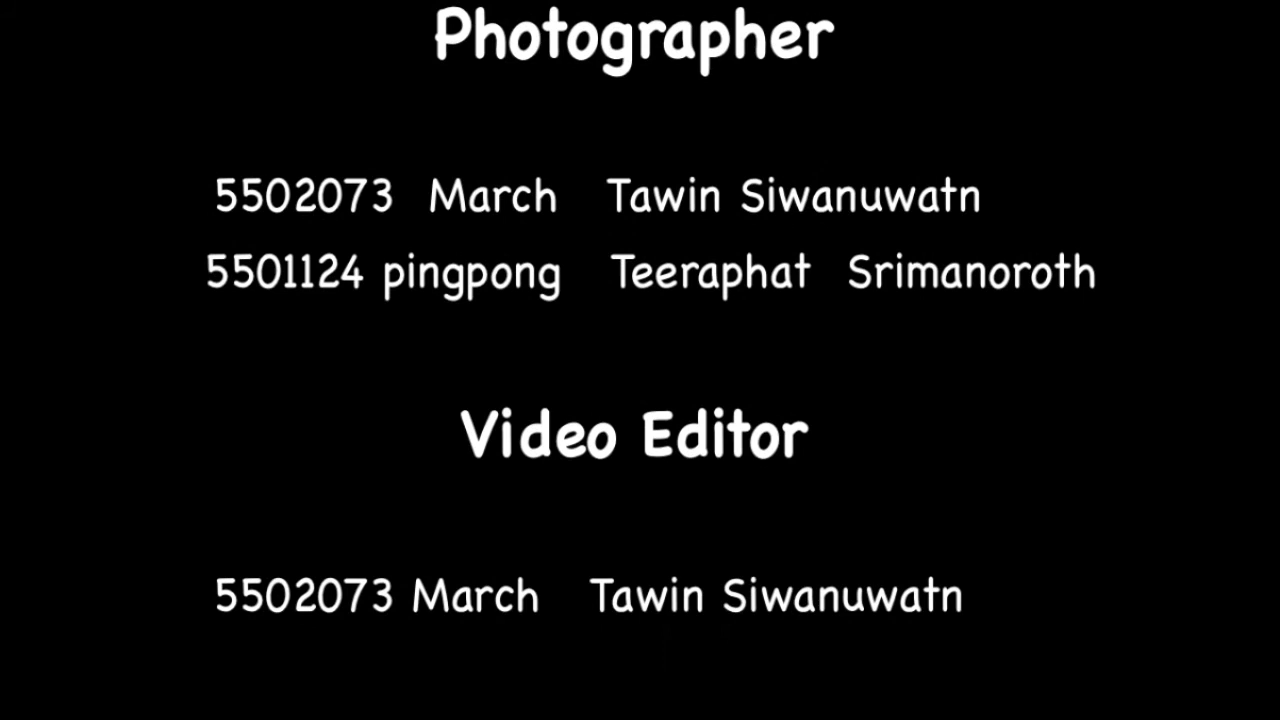 Photographer
5502073 March Tawin Siwanuwatn
5501124 pingpong Teeraphat Srimanoroth
Video Editor
5502073 March Tawin Siwanuwatn